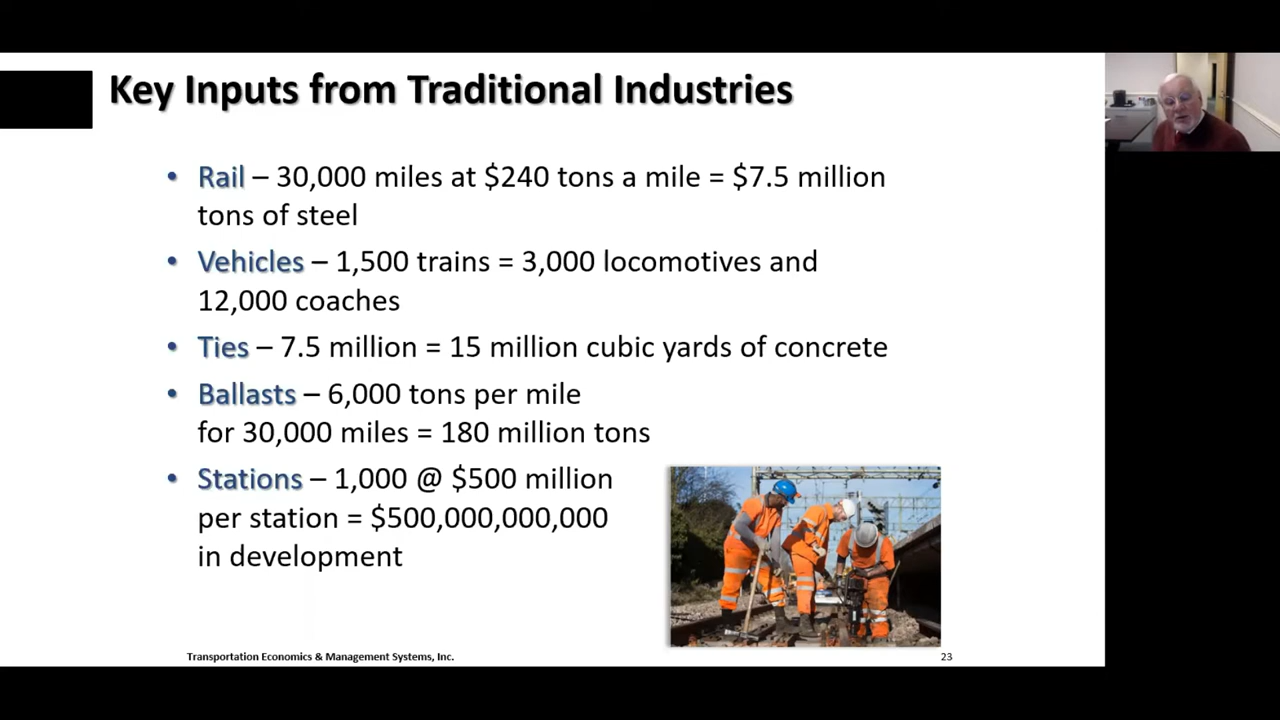 Key Inputs from Traditional Industries
• Rail – 30,000 miles at $240 tons a mile = $7.5 million
tons of steel
• Vehicles – 1,500 trains = 3,000 locomotives and
12,000 coaches
• Ties – 7.5 million = 15 million cubic yards of concrete
• Ballasts – 6,000 tons per mile
for 30,000 miles = 180 million tons
• Stations – 1,000 @ $500 million
per station = $500,000,000,000
in development
Transportation Economics & Management Systems, Inc.
23